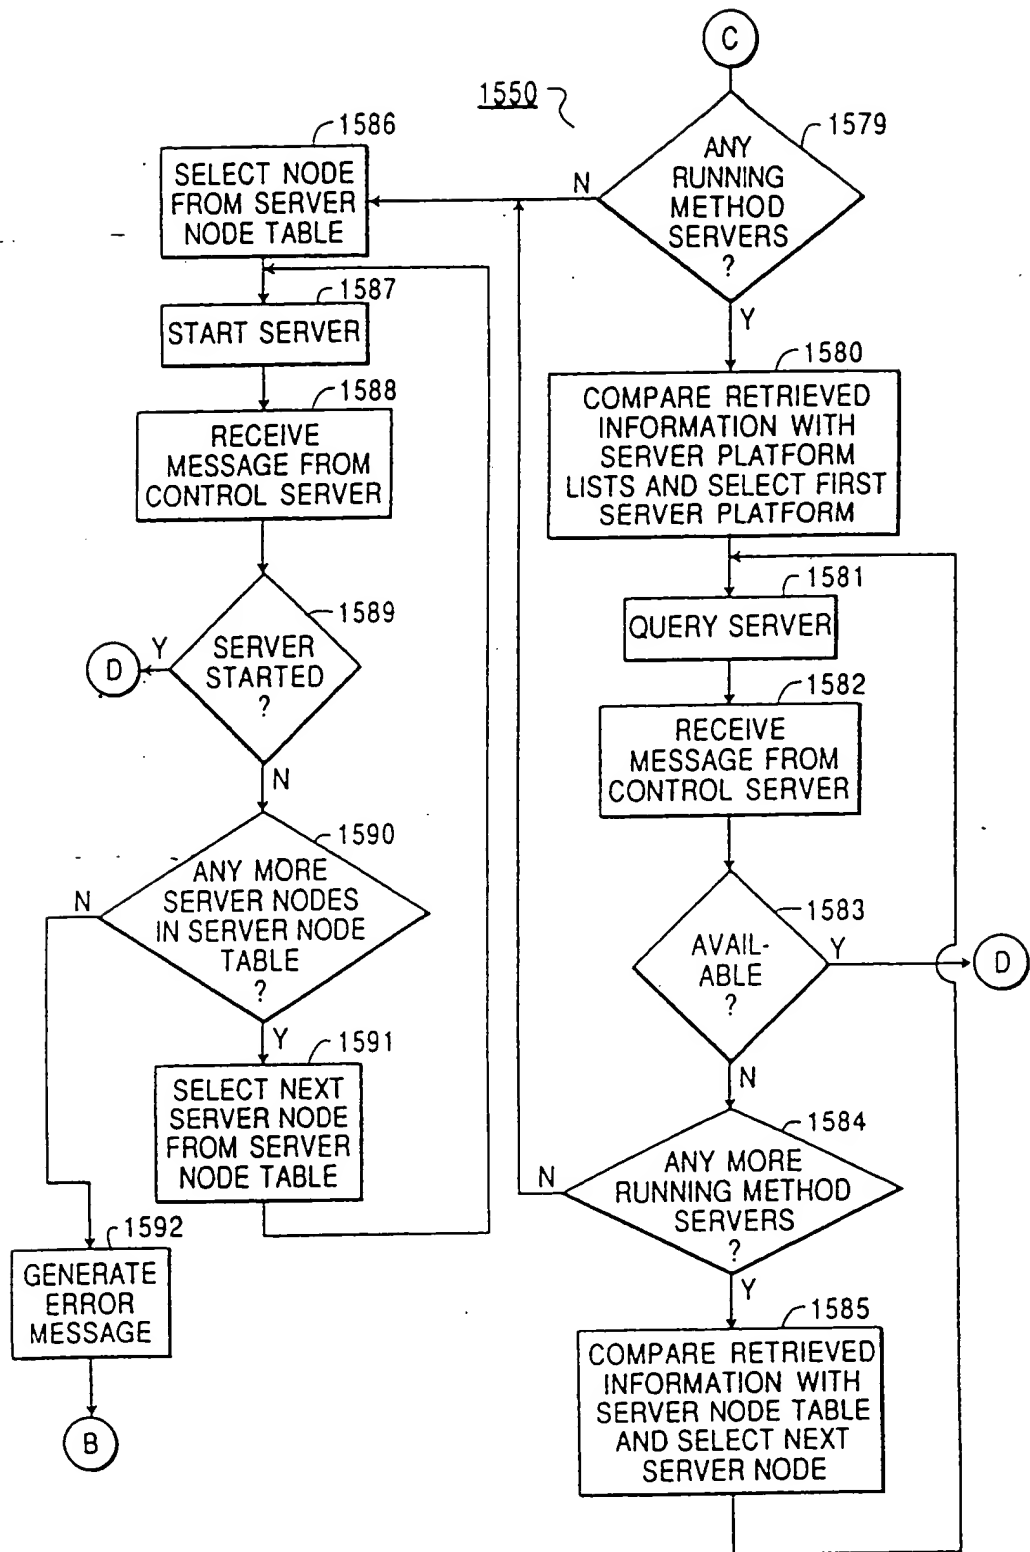 C
1550
1579
ANY
RUNNING
METHOD
SERVERS
?
N
Y
1586
SELECT NODE
FROM SERVER
NODE TABLE
1587
START SERVER
1588
RECEIVE
MESSAGE FROM
CONTROL SERVER
1589
SERVER
STARTED
?
Y
D
N
1590
ANY MORE
SERVER NODES
IN SERVER NODE
TABLE
?
N
Y
1591
SELECT NEXT
SERVER NODE
FROM SERVER
NODE TABLE
1592
GENERATE
ERROR
MESSAGE
B
1580
COMPARE RETRIEVED
INFORMATION WITH
SERVER PLATFORM
LISTS AND SELECT FIRST
SERVER PLATFORM
1581
QUERY SERVER
1582
RECEIVE
MESSAGE FROM
CONTROL SERVER
1583
AVAIL-
ABLE
?
Y
D
N
1584
ANY MORE
RUNNING METHOD
SERVERS
?
N
Y
1585
COMPARE RETRIEVED
INFORMATION WITH
SERVER NODE TABLE
AND SELECT NEXT
SERVER NODE